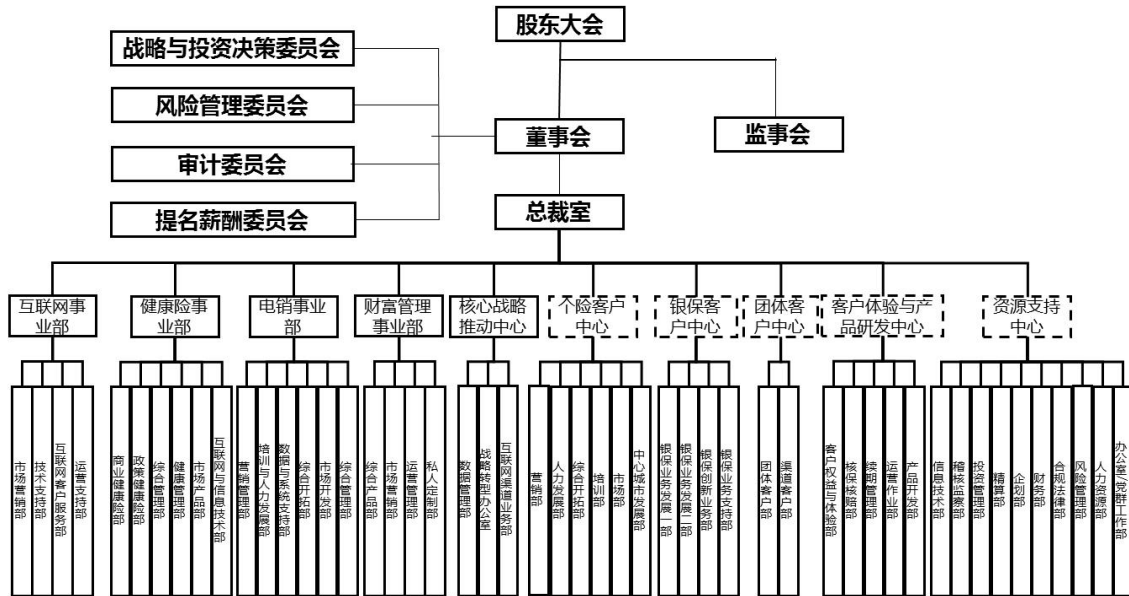 股东大会
战略与投资决策委员会
风险管理委员会
董事会
监事会
审计委员会
总裁室
提名薪酬委员会
互联网事
业部
健康险事
业部
电销事业
部
财富管理
事业部
核心战略
推动中心
个险客户
中心
银保客
户中心
团体客
户中心
客户体验与产
品研发中心
资源支持
中心
市场营销部
技术支持部
互联网客户服务部
运营支持部
商业健康险部
政策健康险部
综合管理部
健康管理部
市场产品部
互联网与信息技术部
营销管理部
培训与人力发展部
数据与系统支持部
综合开拓部
市场开发部
综合管理部
综合产品部
市场部
运营管理部
私人定制部
数据管理部
战略转型办公室
互联网渠道业务部
营销部
人力发展部
综合开拓部
培训部
市场部
中心城市发展部
银保业务发展一部
银保业务发展二部
银保创新业务部
银保业务支持部
团体客户部
渠道客户部
客户权益与体验部
核保核赔部
续期管理部
运营作业部
产品开发部
信息技术部
稽核监察部
投资管理部
精算部
企划部
财务部
合规法律部
风险管理部
人力资源部
办公室(党群工作部